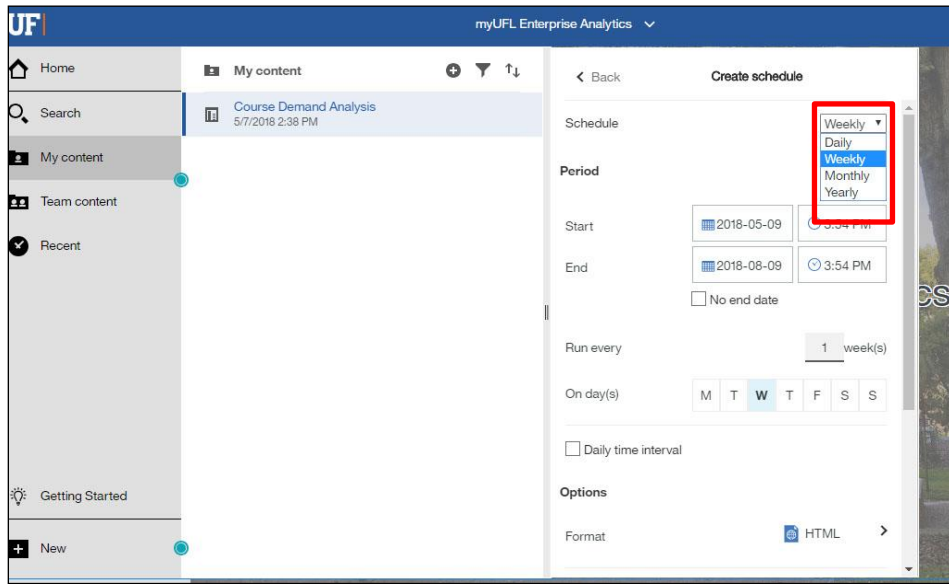 UF
myUFL Enterprise Analytics
Home
Search
My content
Team content
Recent
Getting Started
New
My content
Course Demand Analysis
5/7/2018 2:38 PM
Back
Create schedule
Schedule
Weekly
Daily
Weekly
Monthly
Yearly
Period
Start
2018-05-09
3:54 PM
End
2018-08-09
3:54 PM
No end date
Run every
1 week(s)
On day(s)
M T W T F S S
Daily time interval
Options
Format
HTML